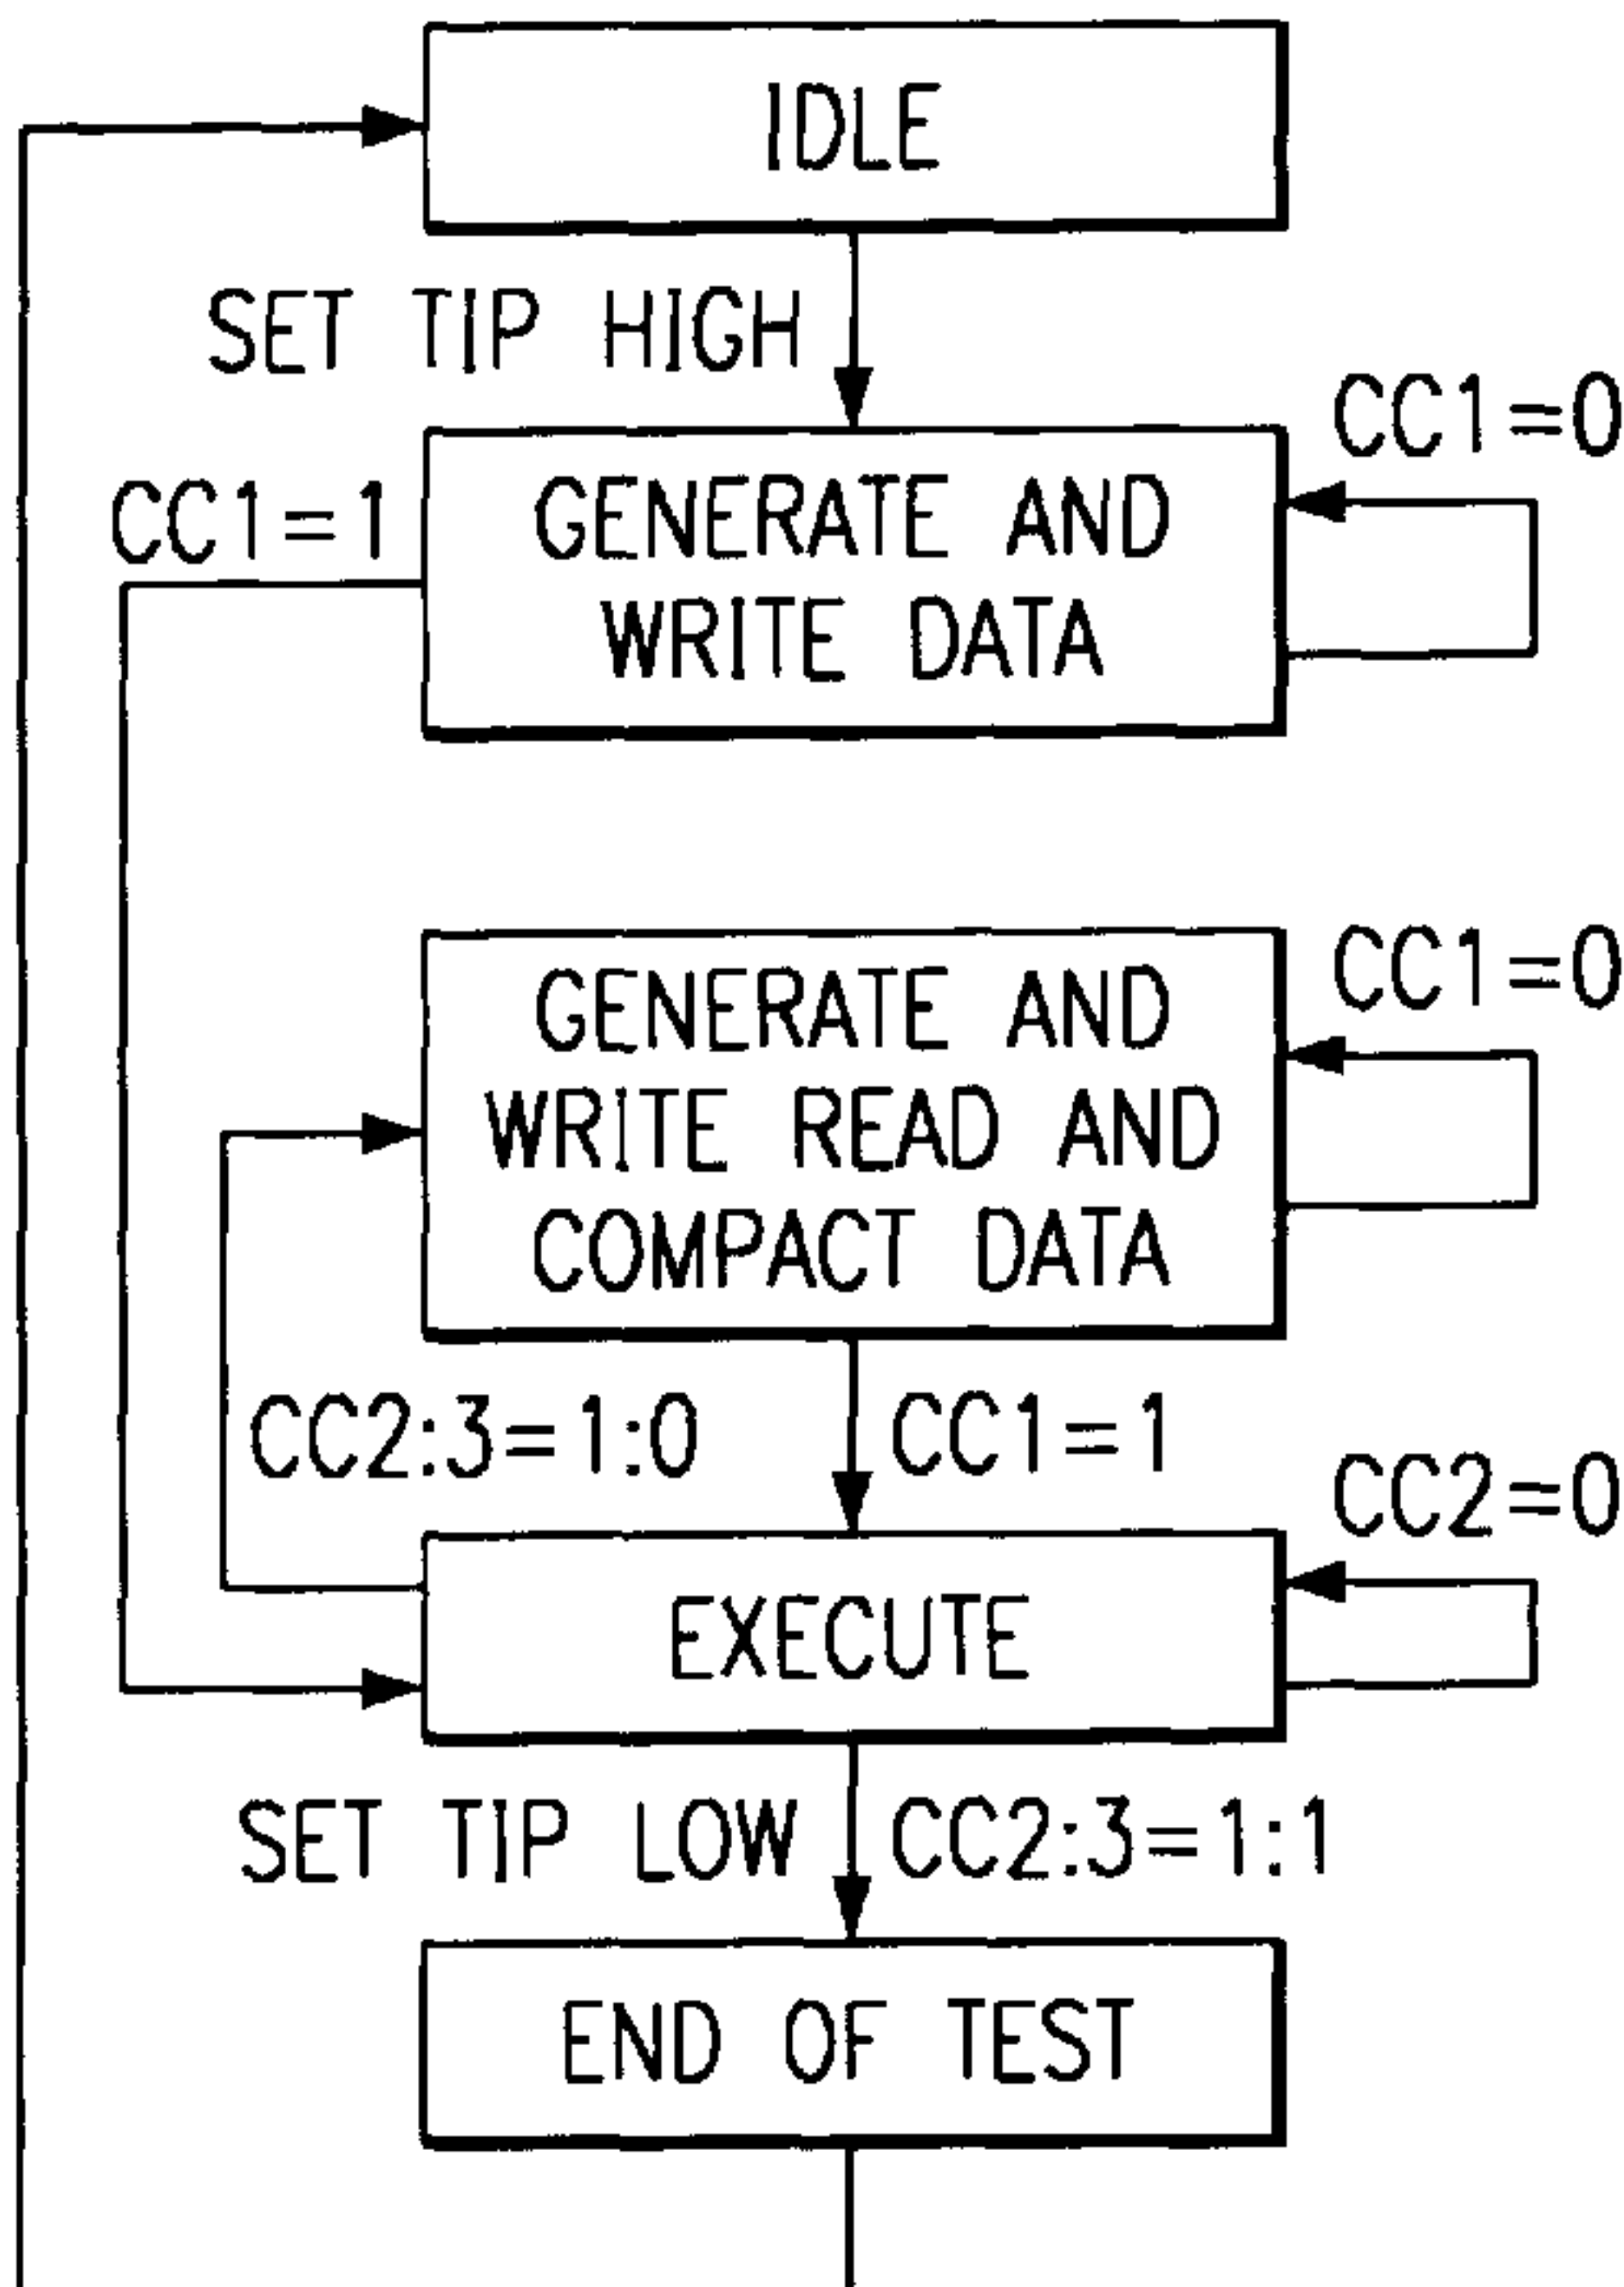 IDLE
SET TIP HIGH
CC1=0
CC1=1
GENERATE AND
WRITE DATA
CC1=0
GENERATE AND
WRITE READ AND
COMPACT DATA
CC2:3=1:0
CC1=1
CC2=0
EXECUTE
SET TIP LOW
CC2:3=1:1
END OF TEST